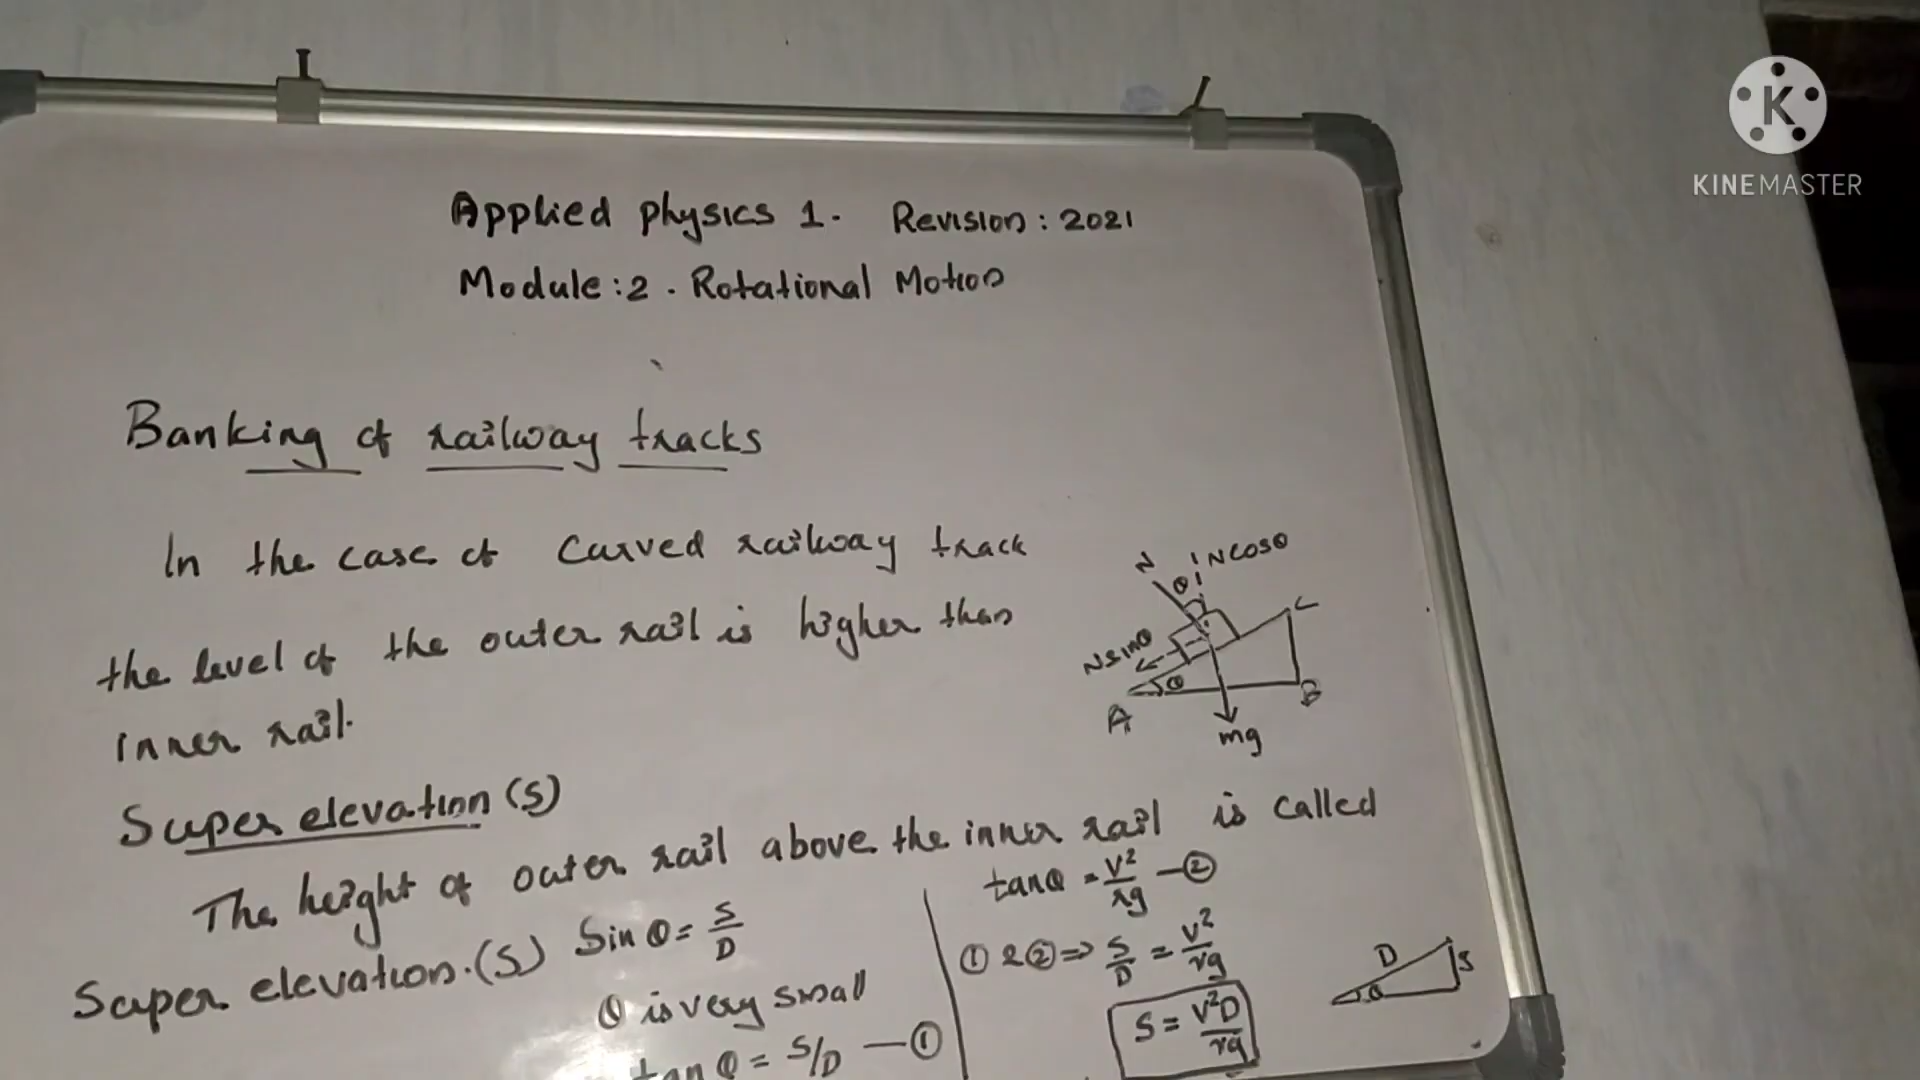 K
KINEMASTER
Applied physics 1. Revision: 2021
Module:2. Rotational Motion
Banking of railway tracks
In the case of curved railway track
the level of the outer rail is higher than
inner rail.
N θ NCOSθ
C
NSINθ
θ
A B
mg
Super elevation (S)
The height of outer rail above the inner rail is called
Super elevation.(S) Sin θ = S/D
θ is very small
tan θ = S/D —①
tanθ = V²/rg —②
① & ② ⇒ S/D = V²/rg
S = V²D/rg
D S
θ